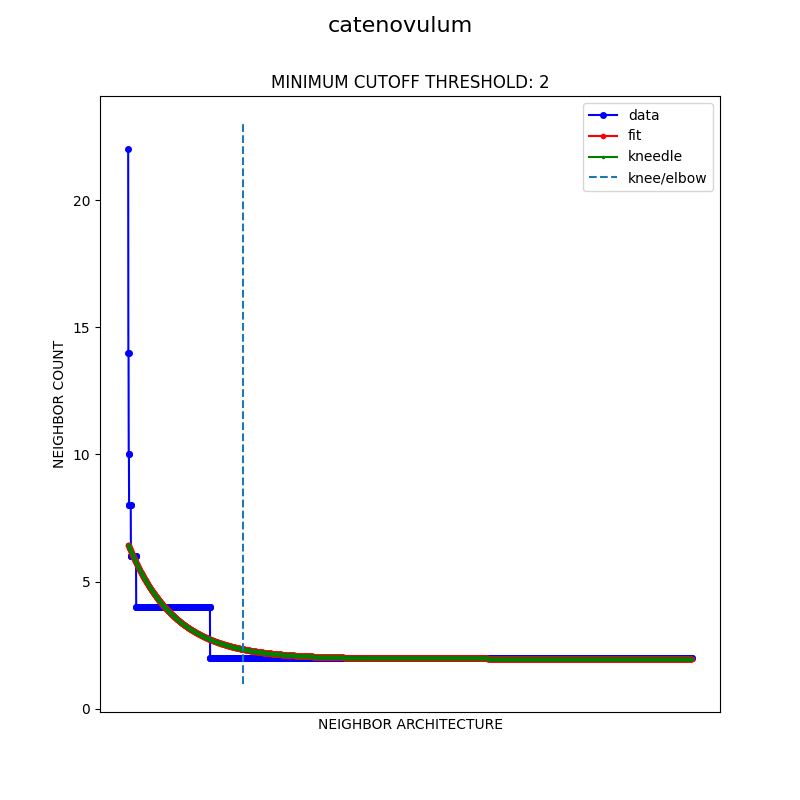 catenovulum
MINIMUM CUTOFF THRESHOLD: 2
data
fit
kneedle
knee/elbow
20
15
10
5
0
NEIGHBOR COUNT
NEIGHBOR ARCHITECTURE